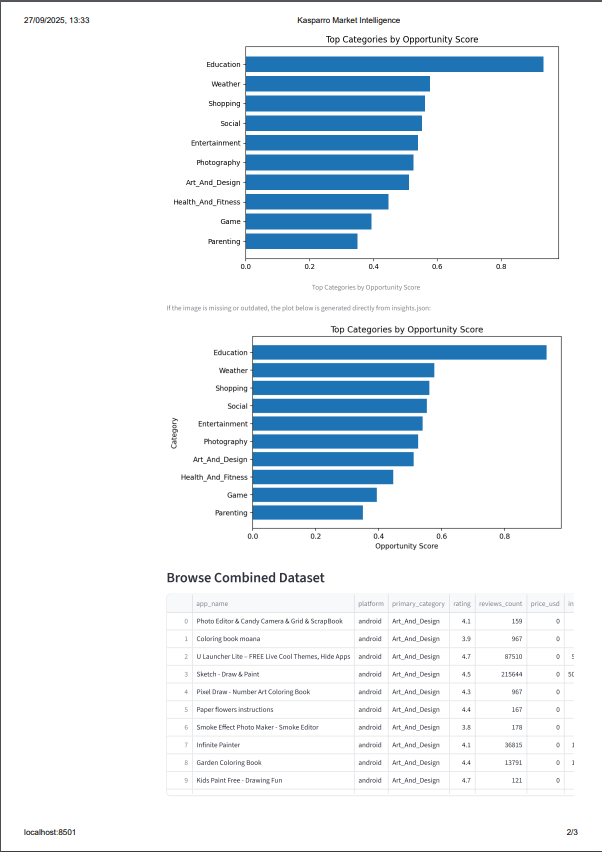 27/09/2025, 13:33 Kasparro Market Intelligence
Top Categories by Opportunity Score
Education
Weather
Shopping
Social
Entertainment
Photography
Art_And_Design
Health_And_Fitness
Game
Parenting
0.0 0.2 0.4 0.6 0.8
Top Categories by Opportunity Score
If the image is missing or outdated, the plot below is generated directly from insights.json:
Top Categories by Opportunity Score
Category
Education
Weather
Shopping
Social
Entertainment
Photography
Art_And_Design
Health_And_Fitness
Game
Parenting
0.0 0.2 0.4 0.6 0.8
Opportunity Score
Browse Combined Dataset
app_name platform primary_category rating reviews_count price_usd in
0 Photo Editor & Candy Camera & Grid & ScrapBook android Art_And_Design 4.1 159 0
1 Coloring book moana android Art_And_Design 3.9 967 0
2 U Launcher Lite – FREE Live Cool Themes, Hide Apps android Art_And_Design 4.7 87510 0 5
3 Sketch - Draw & Paint android Art_And_Design 4.5 215644 0 50
4 Pixel Draw - Number Art Coloring Book android Art_And_Design 4.3 967 0
5 Paper flowers instructions android Art_And_Design 4.4 167 0
6 Smoke Effect Photo Maker - Smoke Editor android Art_And_Design 3.8 178 0
7 Infinite Painter android Art_And_Design 4.1 36815 0 1
8 Garden Coloring Book android Art_And_Design 4.4 13791 0 1
9 Kids Paint Free - Drawing Fun android Art_And_Design 4.7 121 0
localhost:8501 2/3